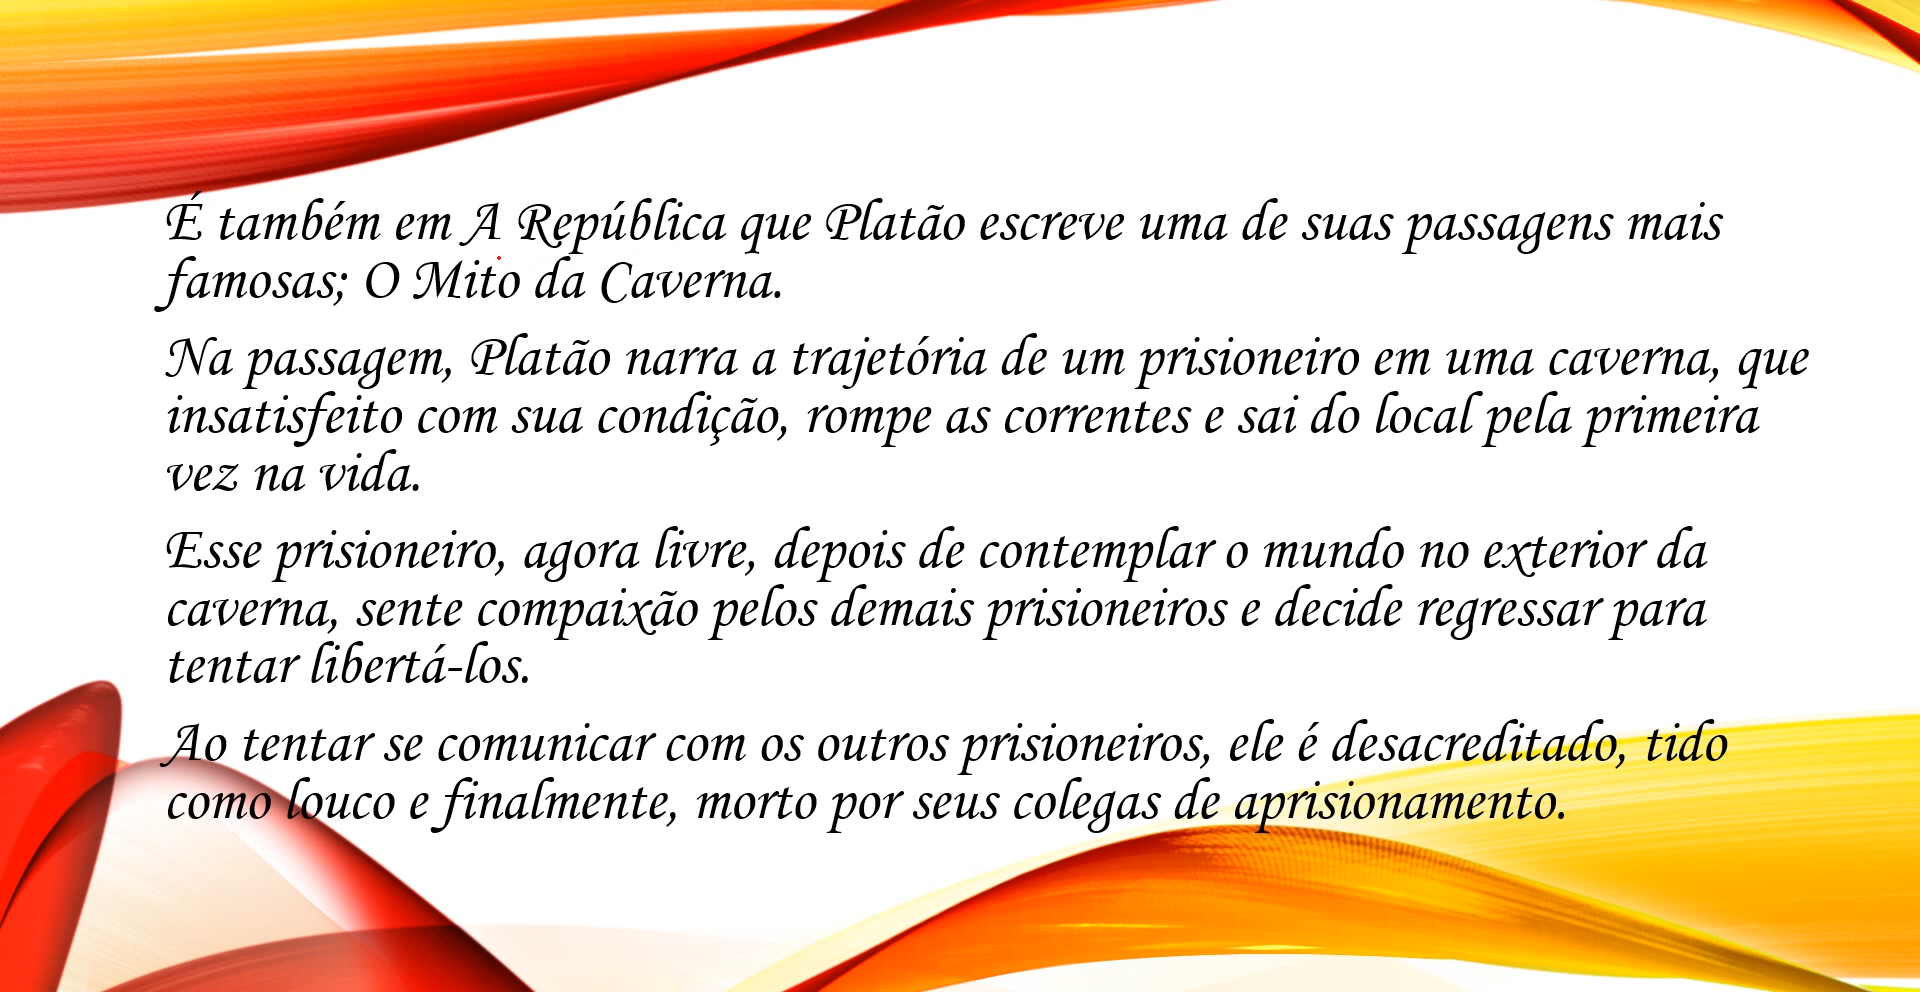 É também em A República que Platão escreve uma de suas passagens mais
famosas; O Mito da Caverna.
Na passagem, Platão narra a trajetória de um prisioneiro em uma caverna, que
insatisfeito com sua condição, rompe as correntes e sai do local pela primeira
vez na vida.
Esse prisioneiro, agora livre, depois de contemplar o mundo no exterior da
caverna, sente compaixão pelos demais prisioneiros e decide regressar para
tentar libertá-los.
Ao tentar se comunicar com os outros prisioneiros, ele é desacreditado, tido
como louco e finalmente, morto por seus colegas de aprisionamento.